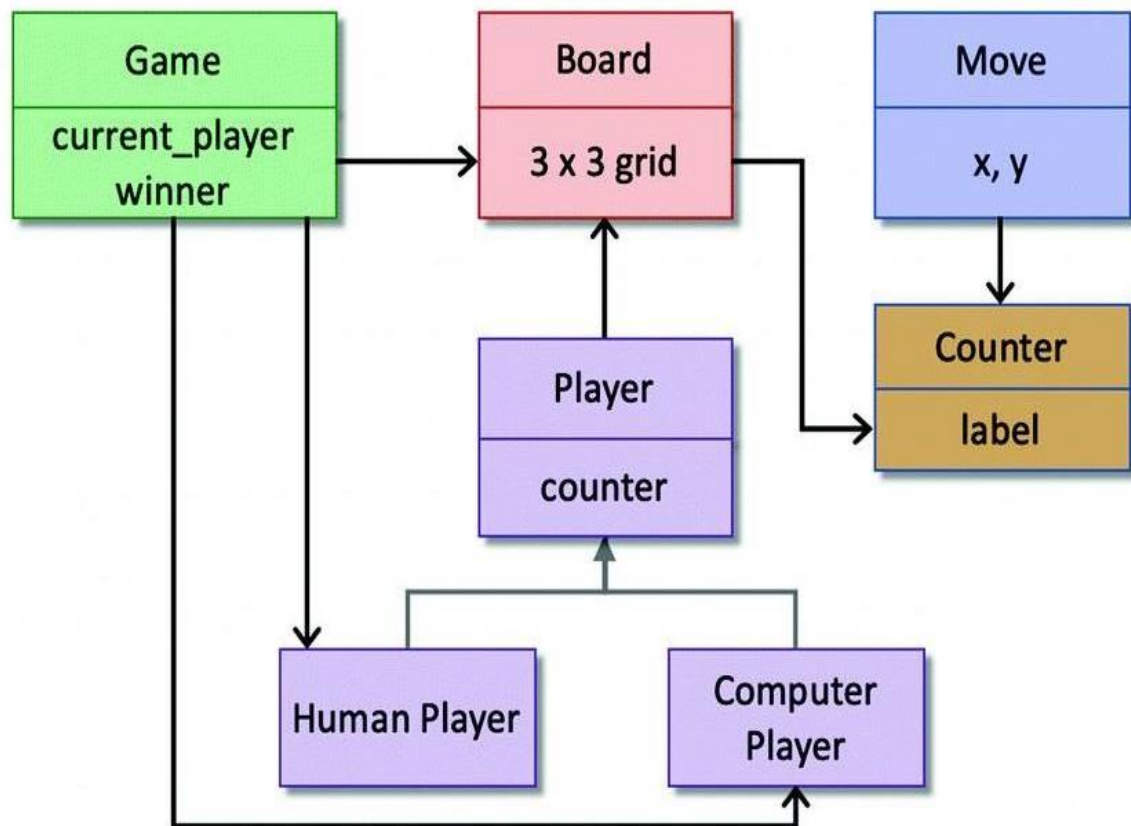 Game
current_player
winner
Board
3 x 3 grid
Move
x, y
Counter
label
Player
counter
Human Player
Computer
Player